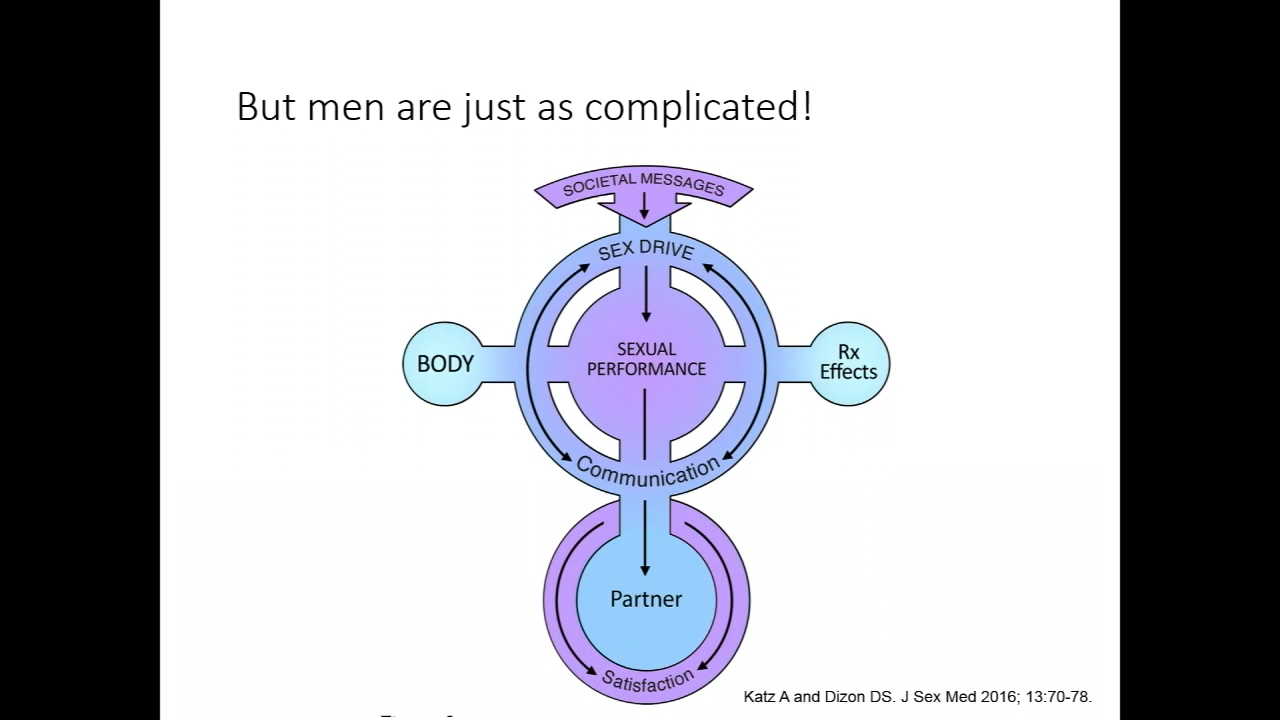 But men are just as complicated!
SOCIETAL MESSAGES
SEX DRIVE
SEXUAL
PERFORMANCE
BODY
Rx
Effects
Communication
Partner
Satisfaction
Katz A and Dizon DS. J Sex Med 2016; 13:70-78.